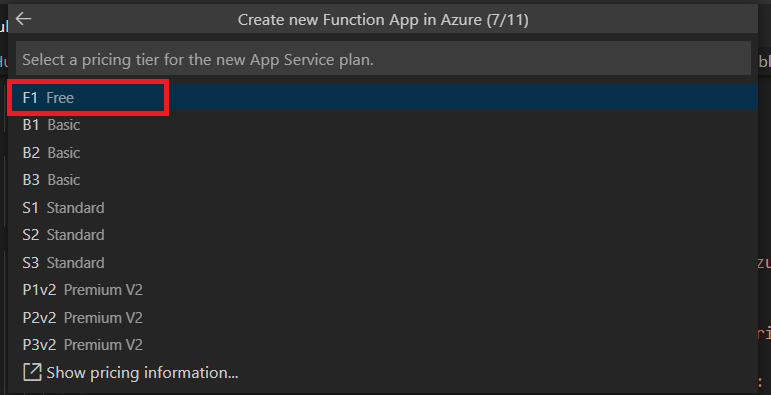 Create new Function App in Azure (7/11)
Select a pricing tier for the new App Service plan.
F1 Free
B1 Basic
B2 Basic
B3 Basic
S1 Standard
S2 Standard
S3 Standard
P1v2 Premium V2
P2v2 Premium V2
P3v2 Premium V2
Show pricing information...